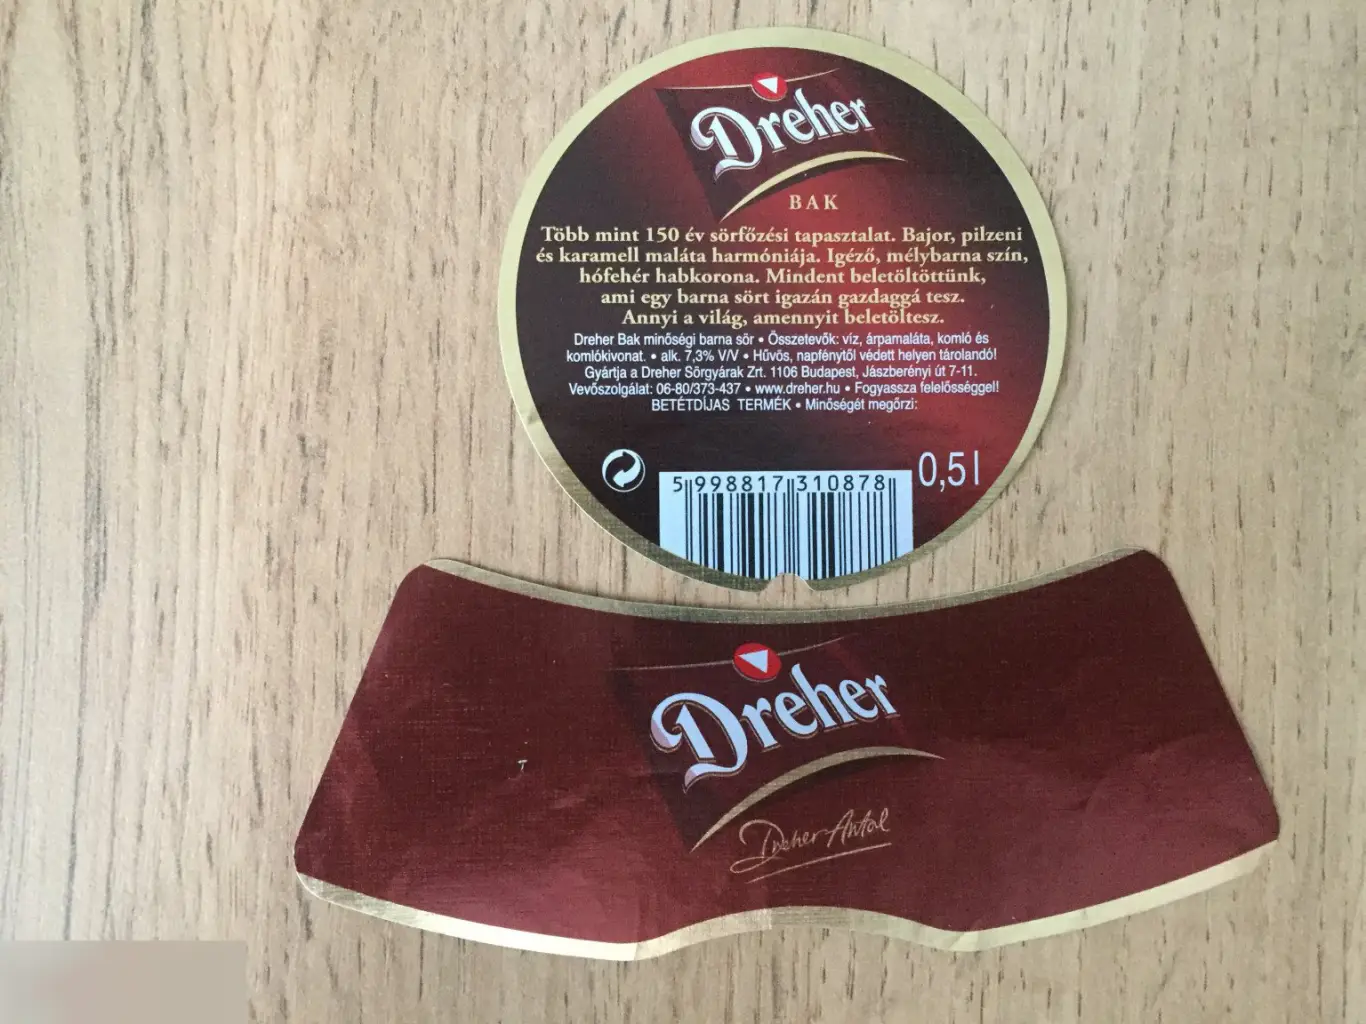 Dreher
BAK
Több mint 150 év sörfőzési tapasztalat. Bajor, pilzeni
és karamell maláta harmóniája. Igéző, mélybarna szín,
hófehér habkorona. Mindent beletöltöttünk,
ami egy barna sört igazán gazdaggá tesz.
Annyi a világ, amennyit beletöltesz.
Dreher Bak minőségi barna sör • Összetevők: víz, árpamaláta, komló és
komlókivonat. • alk. 7,3% V/V • Hűvös, napfénytől védett helyen tárolandó!
Gyártja a Dreher Sörgyárak Zrt. 1106 Budapest, Jászberényi út 7-11.
Vevőszolgálat: 06-80/373-437 • www.dreher.hu • Fogyassza felelősséggel!
BETÉTDÍJAS TERMÉK • Minőségét megőrzi:
0,5 l
5 998817 310878
Dreher
Dreher Antal